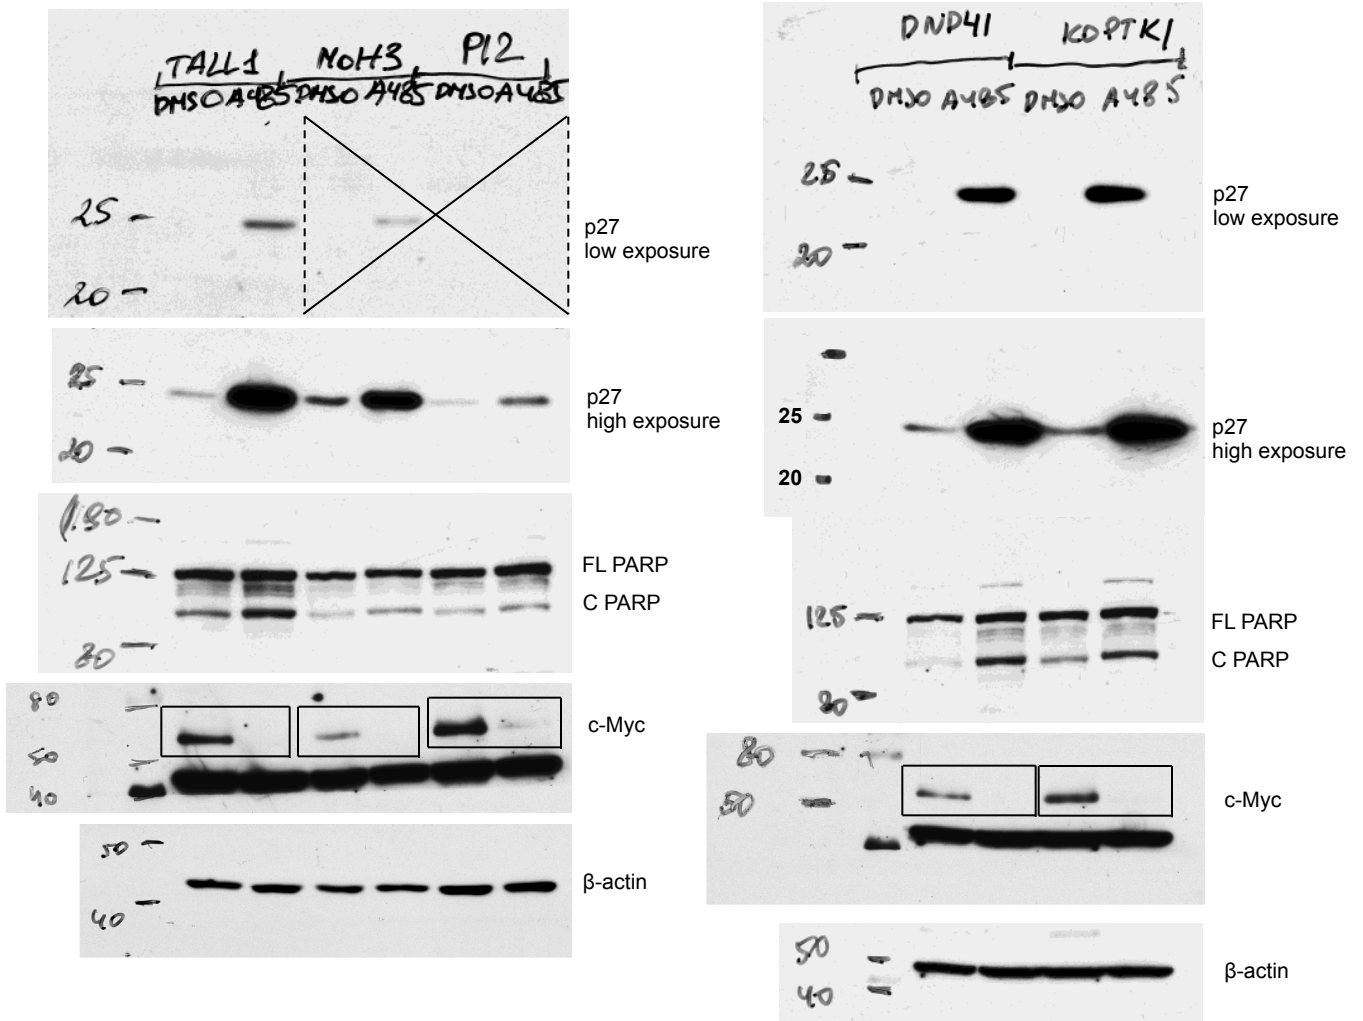 TALL1 MOH3 P12
DMSO A485 DMSO A485 DMSO A485
25
20
p27
low exposure
25
20
p27
high exposure
180
125
80
FL PARP
C PARP
80
50
40
c-Myc
50
40
β-actin
DND41 KOPTK1
DMSO A485 DMSO A485
25
20
p27
low exposure
25
20
p27
high exposure
125
80
FL PARP
C PARP
80
50
c-Myc
50
40
β-actin